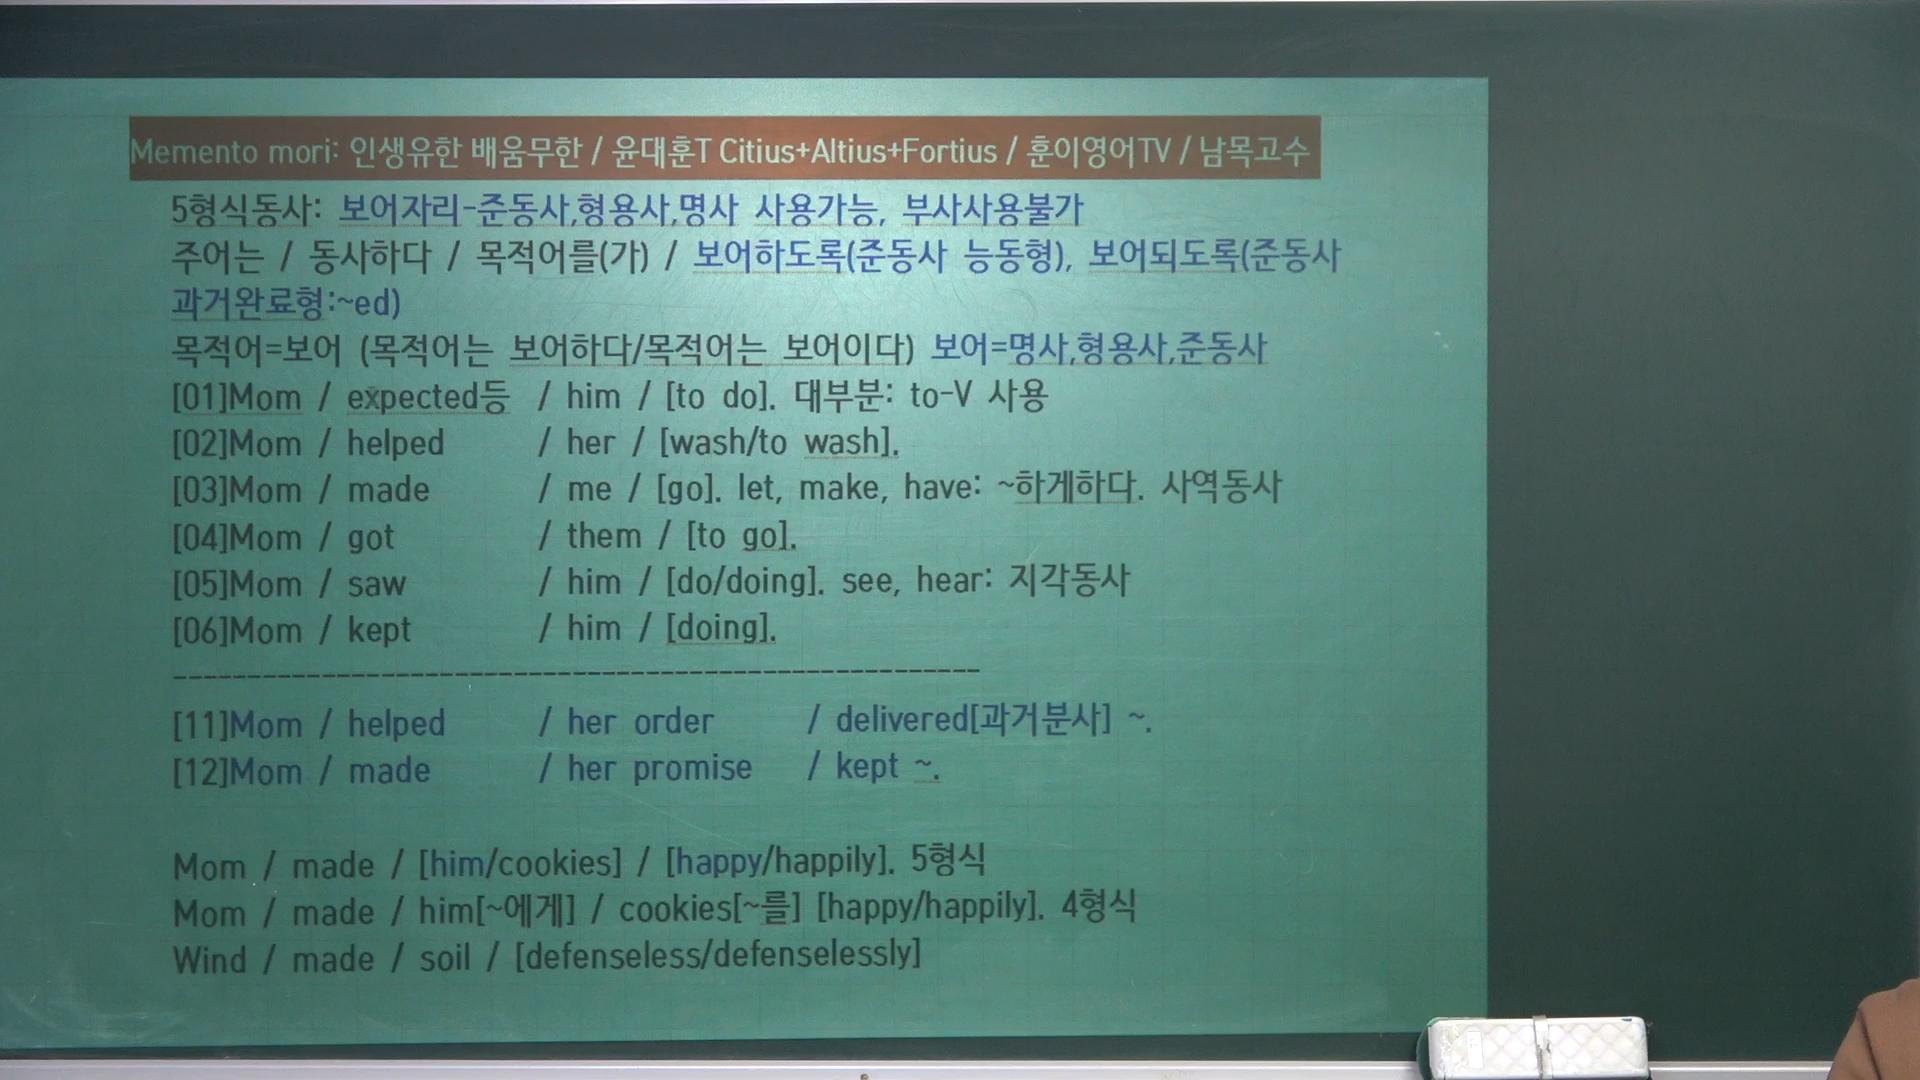 Memento mori: 인생유한 배움무한 / 윤대훈T Citius+Altius+Fortius / 훈이영어TV / 남목고수
5형식동사: 보어자리-준동사,형용사,명사 사용가능, 부사사용불가
주어는 / 동사하다 / 목적어를(가) / 보어하도록(준동사 능동형), 보어되도록(준동사
과거완료형:~ed)
목적어=보어 (목적어는 보어하다/목적어는 보어이다) 보어=명사,형용사,준동사
[01]Mom / expected등 / him / [to do]. 대부분: to-V 사용
[02]Mom / helped / her / [wash/to wash].
[03]Mom / made / me / [go]. let, make, have: ~하게하다. 사역동사
[04]Mom / got / them / [to go].
[05]Mom / saw / him / [do/doing]. see, hear: 지각동사
[06]Mom / kept / him / [doing].
------------------------------------------------------
[11]Mom / helped / her order / delivered[과거분사] ~.
[12]Mom / made / her promise / kept ~.
Mom / made / [him/cookies] / [happy/happily]. 5형식
Mom / made / him[~에게] / cookies[~를] [happy/happily]. 4형식
Wind / made / soil / [defenseless/defenselessly]